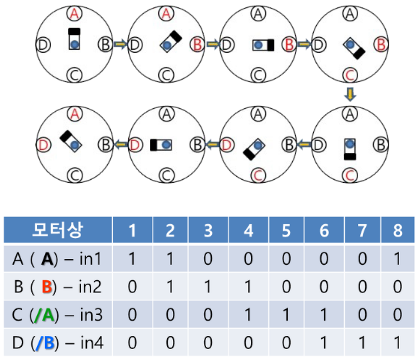 A A A A
D B D B D B D B
C C C C
A A A A
D B D B D B D B
C C C C
모터상 1 2 3 4 5 6 7 8
A ( A) – in1 1 1 0 0 0 0 0 1
B ( B) – in2 0 1 1 1 0 0 0 0
C (/A) – in3 0 0 0 1 1 1 0 0
D (/B) – in4 0 0 0 0 0 1 1 1